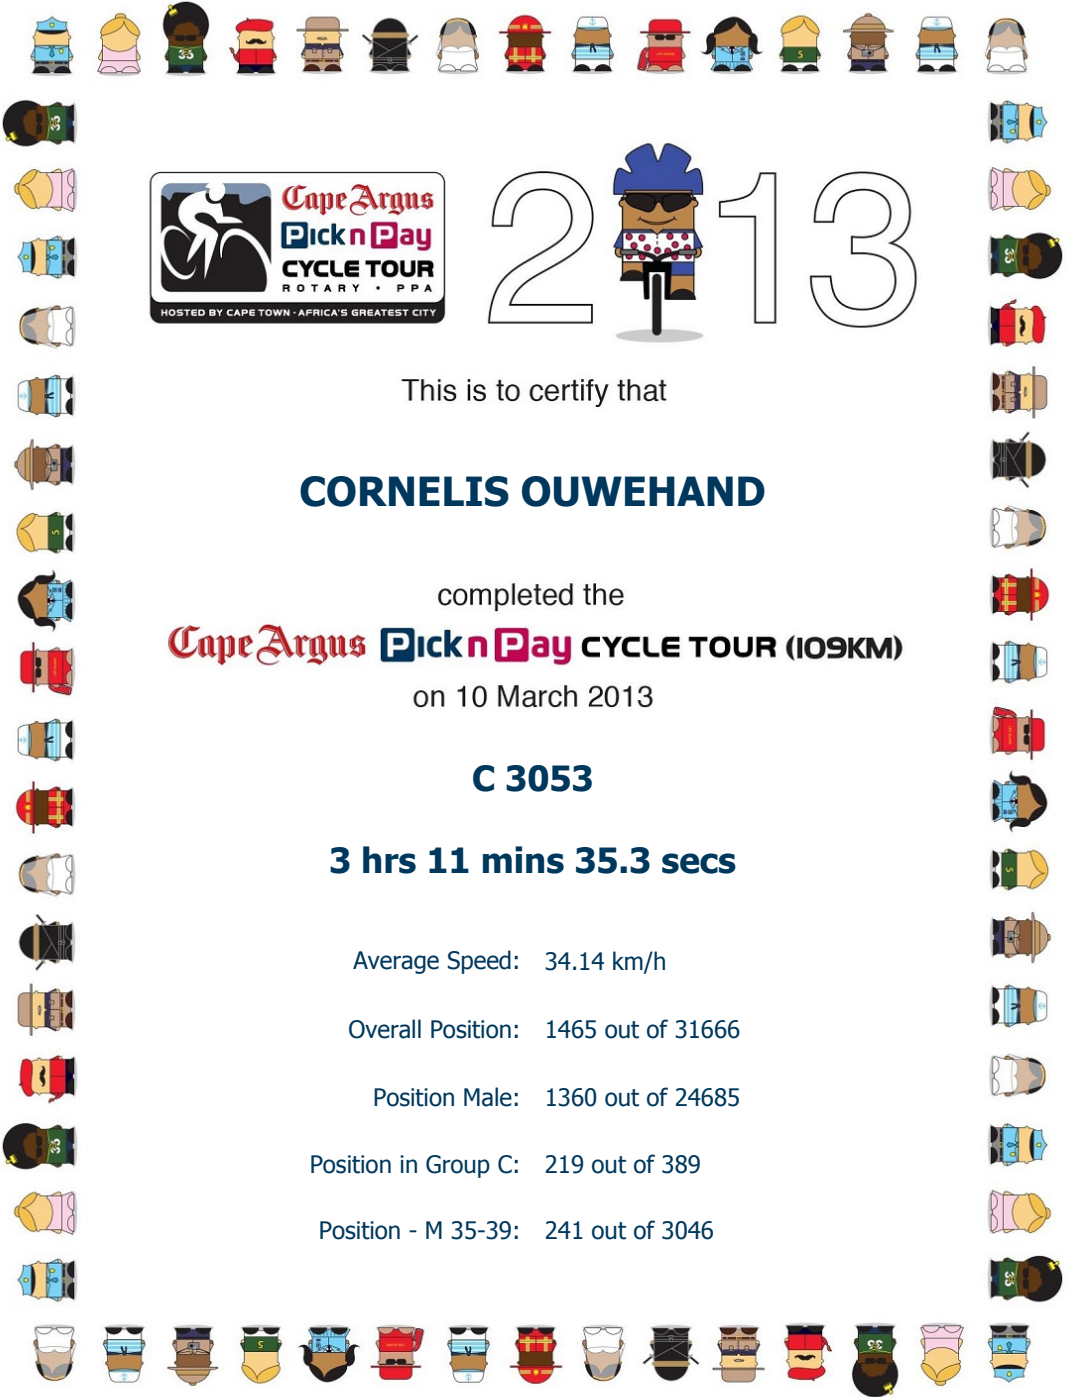 Cape Argus
Pick n Pay
CYCLE TOUR
ROTARY • PPA
HOSTED BY CAPE TOWN - AFRICA'S GREATEST CITY
2013
This is to certify that
CORNELIS OUWEHAND
completed the
Cape Argus Pick n Pay CYCLE TOUR (109KM)
on 10 March 2013
C 3053
3 hrs 11 mins 35.3 secs
Average Speed: 34.14 km/h
Overall Position: 1465 out of 31666
Position Male: 1360 out of 24685
Position in Group C: 219 out of 389
Position - M 35-39: 241 out of 3046